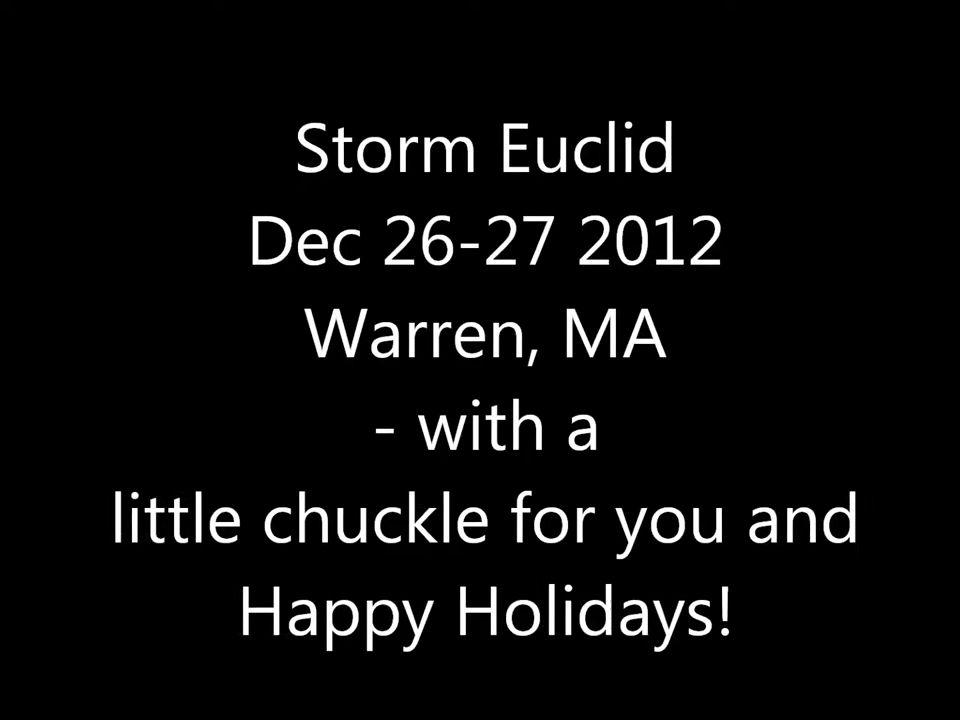 Storm Euclid
Dec 26-27 2012
Warren, MA
- with a
little chuckle for you and
Happy Holidays!